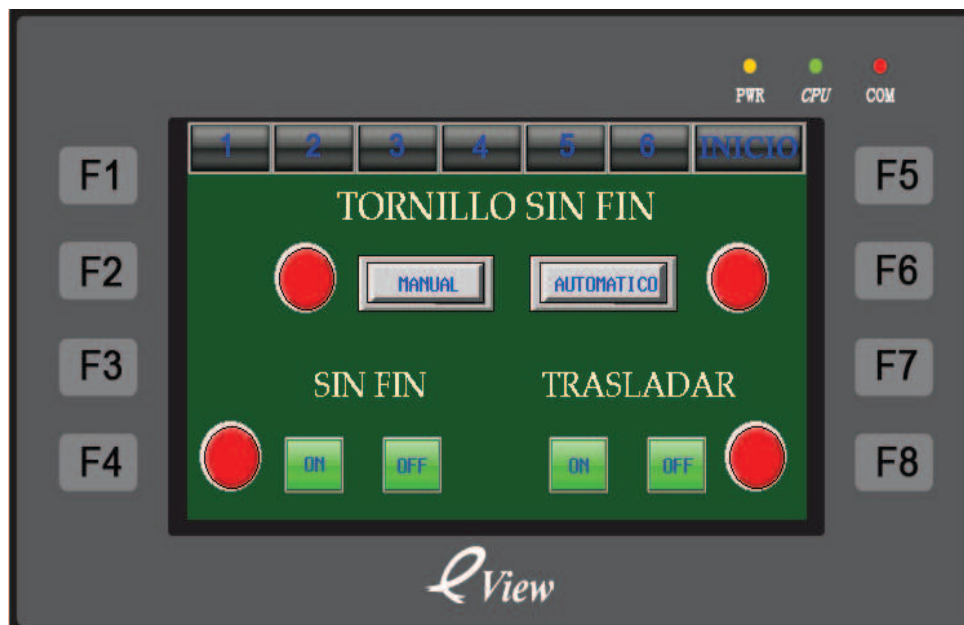 PWR CPU COM
1 2 3 4 5 6 INICIO
F1 F5
TORNILLO SIN FIN
F2 MANUAL AUTOMATICO F6
F3 SIN FIN TRASLADAR F7
F4 ON OFF ON OFF F8
eView